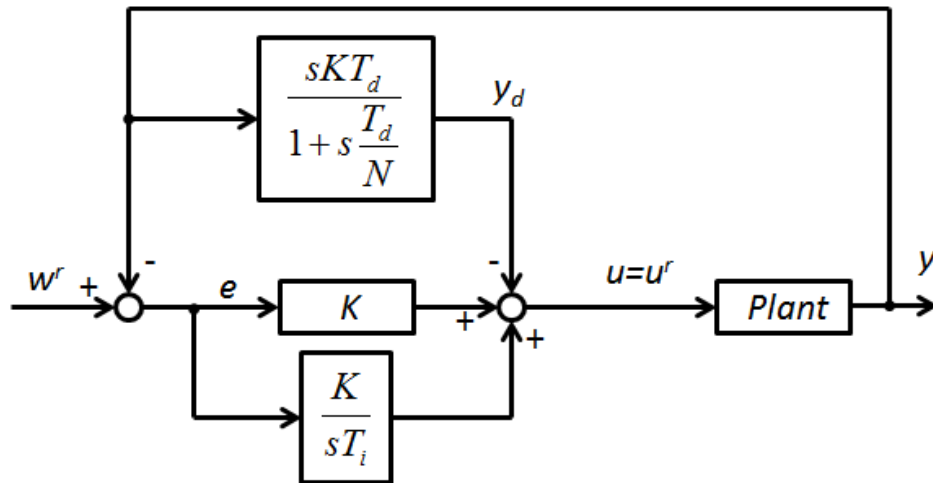 sKT_d
1+s T_d
N
y_d
-
-
w^r
+
e
K
+
+
u=u^r
Plant
y
K
sT_i